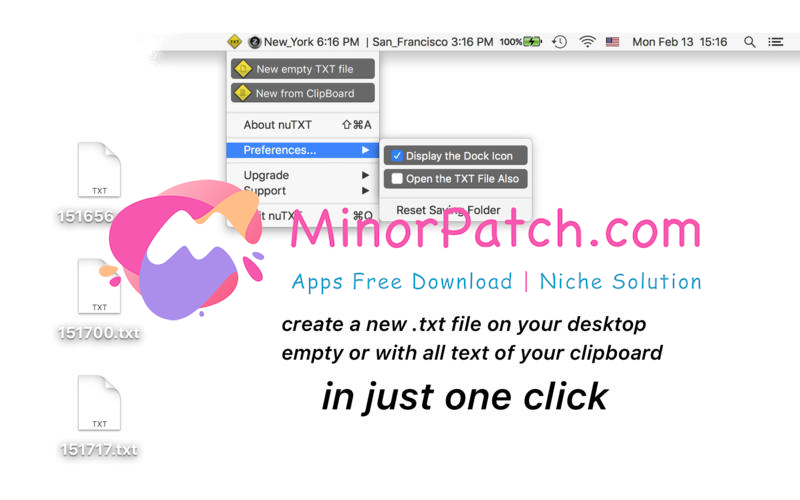 TXT
New_York 6:16 PM | San_Francisco 3:16 PM 100% Mon Feb 13 15:16
New empty TXT file
New from ClipBoard
About nuTXT ⇧⌘A
Preferences...
Display the Dock Icon
Open the TXT File Also
Upgrade
Support
Reset Saving Folder
nuTXT ⌘Q
TXT
151656
MinorPatch.com
Apps Free Download | Niche Solution
TXT
151700.txt
create a new .txt file on your desktop
empty or with all text of your clipboard
in just one click
TXT
151717.txt